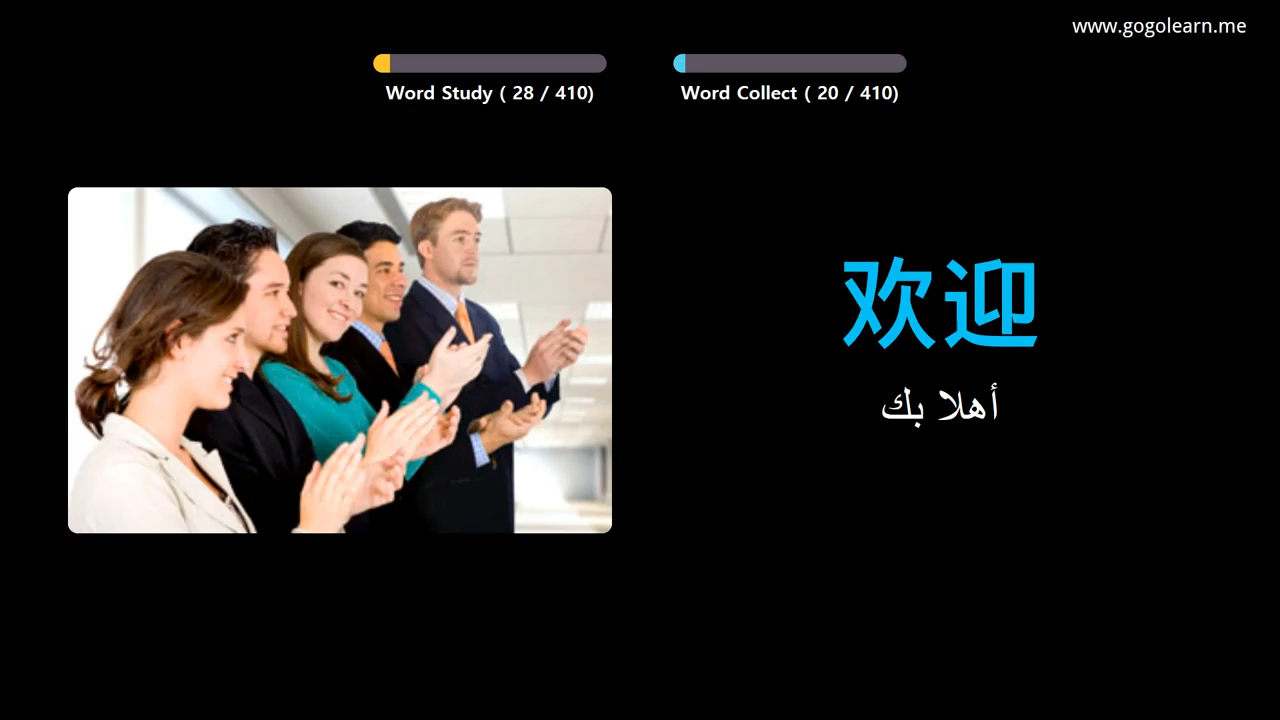 www.gogolearn.me
Word Study ( 28 / 410)
Word Collect ( 20 / 410)
欢迎
أهلا بك